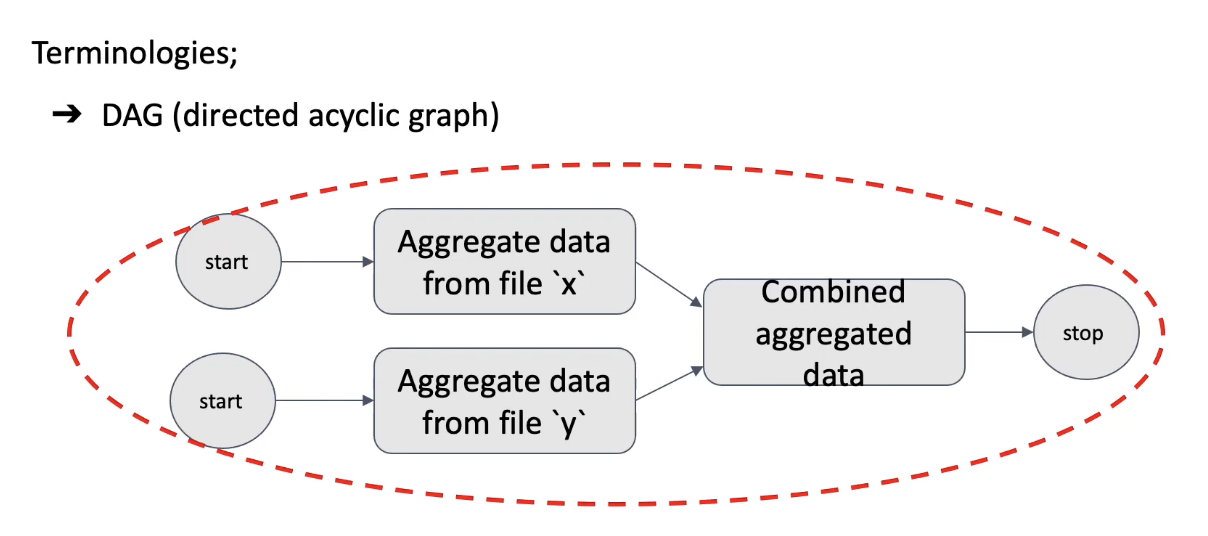 Terminologies;
➔ DAG (directed acyclic graph)
start
Aggregate data
from file `x`
start
Aggregate data
from file `y`
Combined
aggregated
data
stop